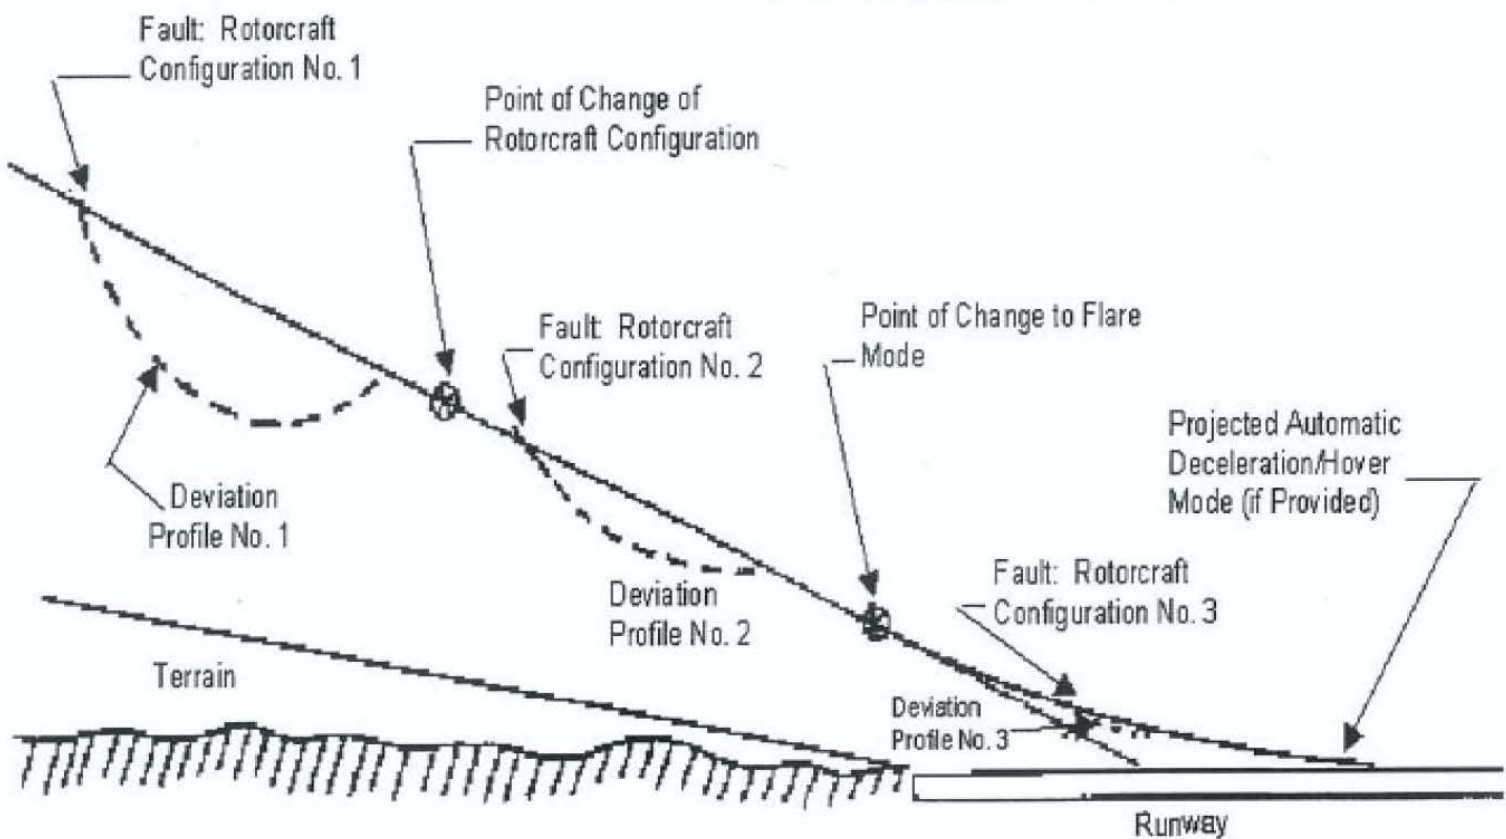 Fault: Rotorcraft
Configuration No. 1
Point of Change of
Rotorcraft Configuration
Fault: Rotorcraft
Configuration No. 2
Point of Change to Flare
Mode
Projected Automatic
Deceleration/Hover
Mode (if Provided)
Deviation
Profile No. 1
Fault: Rotorcraft
Configuration No. 3
Deviation
Profile No. 2
Terrain
Deviation
Profile No. 3
Runway